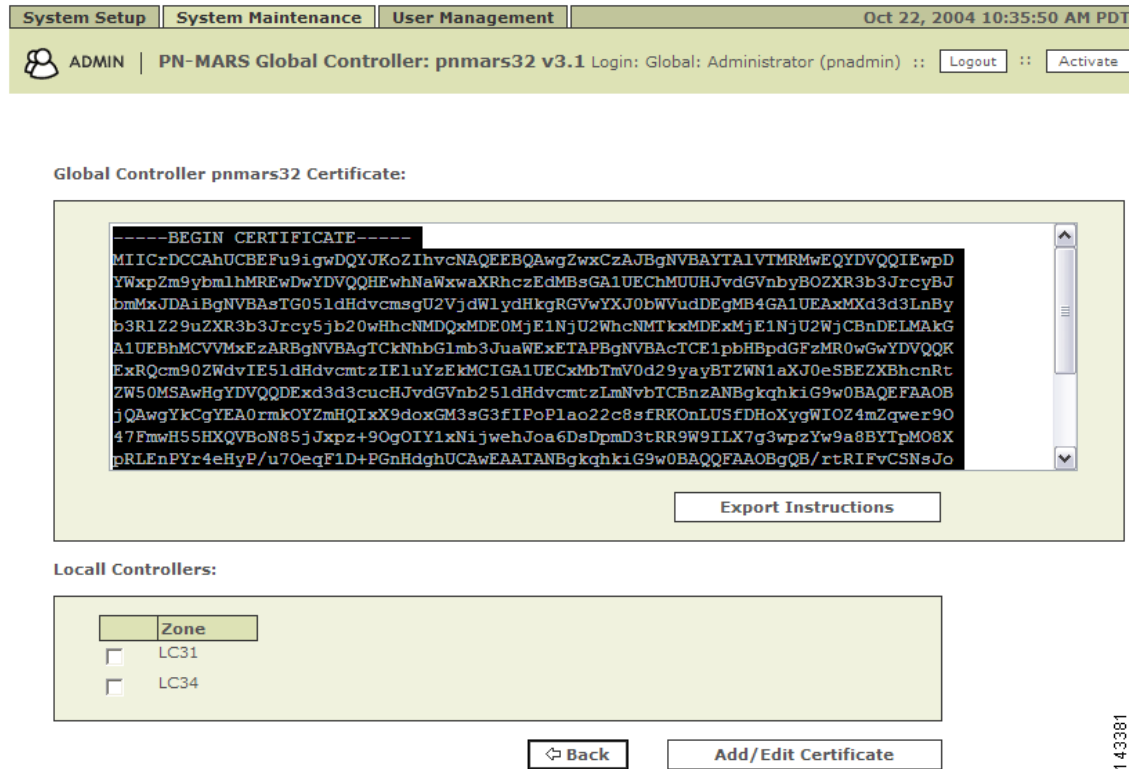 System Setup System Maintenance User Management Oct 22, 2004 10:35:50 AM PDT
ADMIN | PN-MARS Global Controller: pnmars32 v3.1 Login: Global: Administrator (pnadmin) :: Logout :: Activate
Global Controller pnmars32 Certificate:
-----BEGIN CERTIFICATE-----
MIICrDCCAhUCBEFu9igwDQYJKoZIhvcNAQEEBQAwgZwxCzAJBgNVBAYTAlVTMRMwEQYDVQQIEwpD
YWxpZm9ybmlhMREwDwYDVQQHEwhNaWxwaXRhczEdMBsGA1UEChMUUHJvdGVnbyBOZXR3b3JrcyBJ
bmMxJDAiBgNVBAsTG05ldHdvcmsgU2VjdWlydHkgRGVwYXJ0bWVudDEgMB4GA1UEAxMXd3d3LnBy
b3RlZ29uZXR3b3Jrcy5jb20wHhcNMDQxMDE0MjE1NjU2WhcNMTkxMDExMjE1NjU2WjCBnDELMAkG
A1UEBhMCVVMxEzARBgNVBAgTCkNhbGlmb3JuaWExETAPBgNVBAcTCE1pbHBpdGFzMR0wGwYDVQQK
ExRQcm90ZWdvIE5ldHdvcmtzIEluYzEkMCIGA1UECxMbTmV0d29yayBTZWN1aXJ0eSBEZXBhcnRt
ZW50MSAwHgYDVQQDExd3d3cucHJvdGVnb25ldHdvcmtzLmNvbTCBnzANBgkqhkiG9w0BAQEFAAOB
jQAwgYkCgYEA0rmkOYZmHQIxX9doxGM3sG3fIPoPlao22c8sfRKOnLUSfDHoXygWIOZ4mZqwer9O
47FmwH55HXQVBoN85jJxpz+9OgOIY1xNijwehJoa6DsDpmD3tRR9W9ILX7g3wpzYw9a8BYTpMO8X
pRLEnPYr4eHyP/u7OeqF1D+PGnHdghUCAwEAATANBgkqhkiG9w0BAQQFAAOBgQB/rtRIFvCSNsJo
Export Instructions
Locall Controllers:
Zone
LC31
LC34
Back Add/Edit Certificate
143381